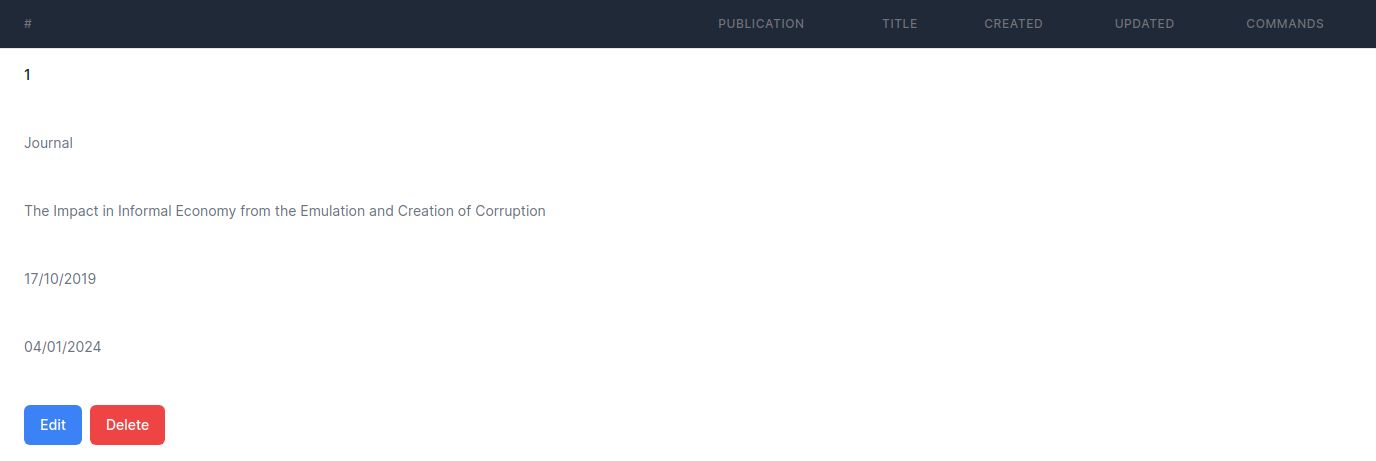 # PUBLICATION TITLE CREATED UPDATED COMMANDS
1
Journal
The Impact in Informal Economy from the Emulation and Creation of Corruption
17/10/2019
04/01/2024
Edit Delete